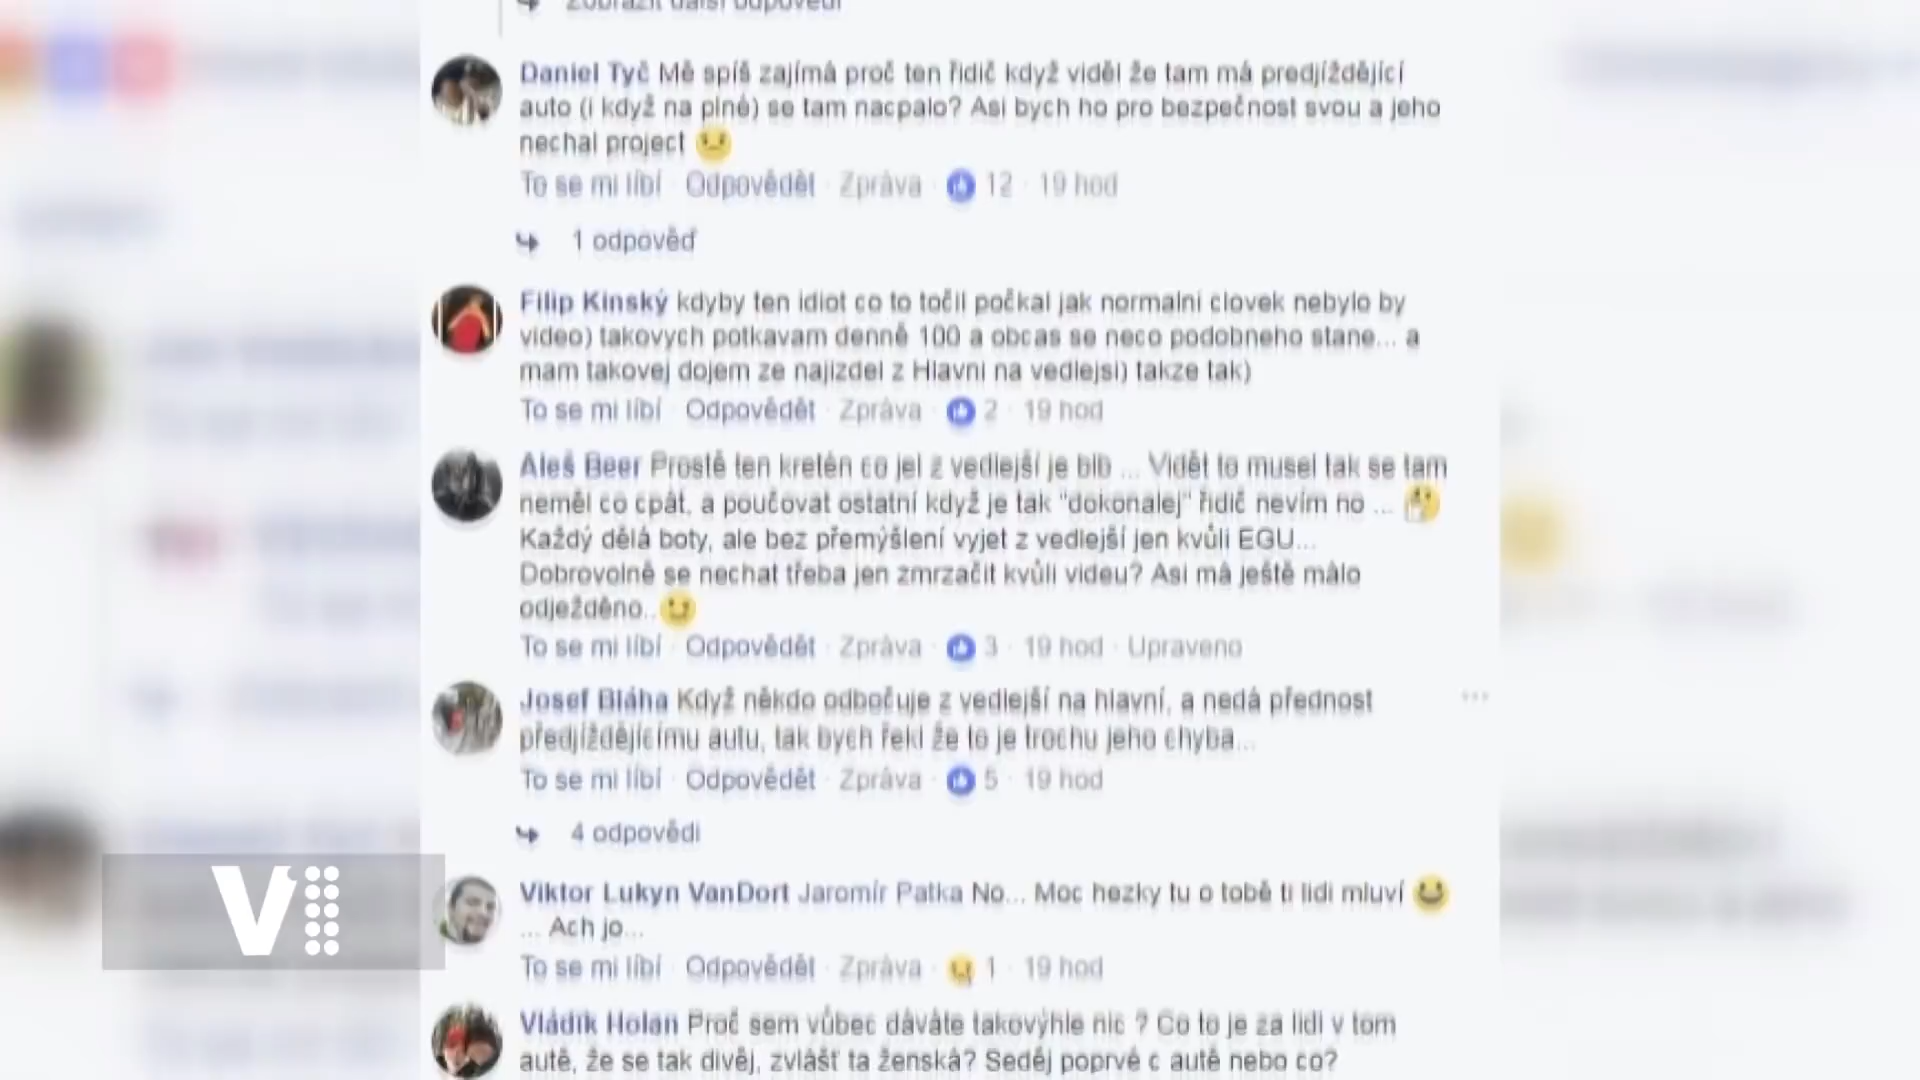 Zobrazit další odpovědi
Daniel Tyč Mě spíš zajímá proč ten řidič když viděl že tam má predjíždějící
auto (i když na plné) se tam nacpalo? Asi bych ho pro bezpečnost svou a jeho
nechal project
To se mi líbí · Odpovědět · Zpráva · 12 · 19 hod
1 odpověď
Filip Kinský kdyby ten idiot co to točil počkal jak normalni clovek nebylo by
video) takovych potkavam denně 100 a obcas se neco podobneho stane... a
mam takovej dojem ze najizdel z Hlavni na vedlejsi) takze tak)
To se mi líbí · Odpovědět · Zpráva · 2 · 19 hod
Aleš Beer Prostě ten kretén co jel z vedlejší je blb ... Vidět to musel tak se tam
neměl co cpát, a poučovat ostatní když je tak "dokonalej" řidič nevím no ...
Každý dělá boty, ale bez přemýšlení vyjet z vedlejší jen kvůli EGU...
Dobrovolně se nechat třeba jen zmrzačit kvůli videu? Asi má ještě málo
odježděno..
To se mi líbí · Odpovědět · Zpráva · 3 · 19 hod · Upraveno
Josef Bláha Když někdo odbočuje z vedlejší na hlavní, a nedá přednost
předjíždějícímu autu, tak bych řekl že to je trochu jeho chyba...
To se mi líbí · Odpovědět · Zpráva · 5 · 19 hod
4 odpovědi
Viktor Lukyn VanDort Jaromír Patka No... Moc hezky tu o tobě ti lidi mluví
... Ach jo...
To se mi líbí · Odpovědět · Zpráva · 1 · 19 hod
Vládík Holan Proč sem vůbec dáváte takovýhle nic ? Co to je za lidi v tom
autě, že se tak divěj, zvlášť ta ženská? Seděj poprvé c autě nebo co?